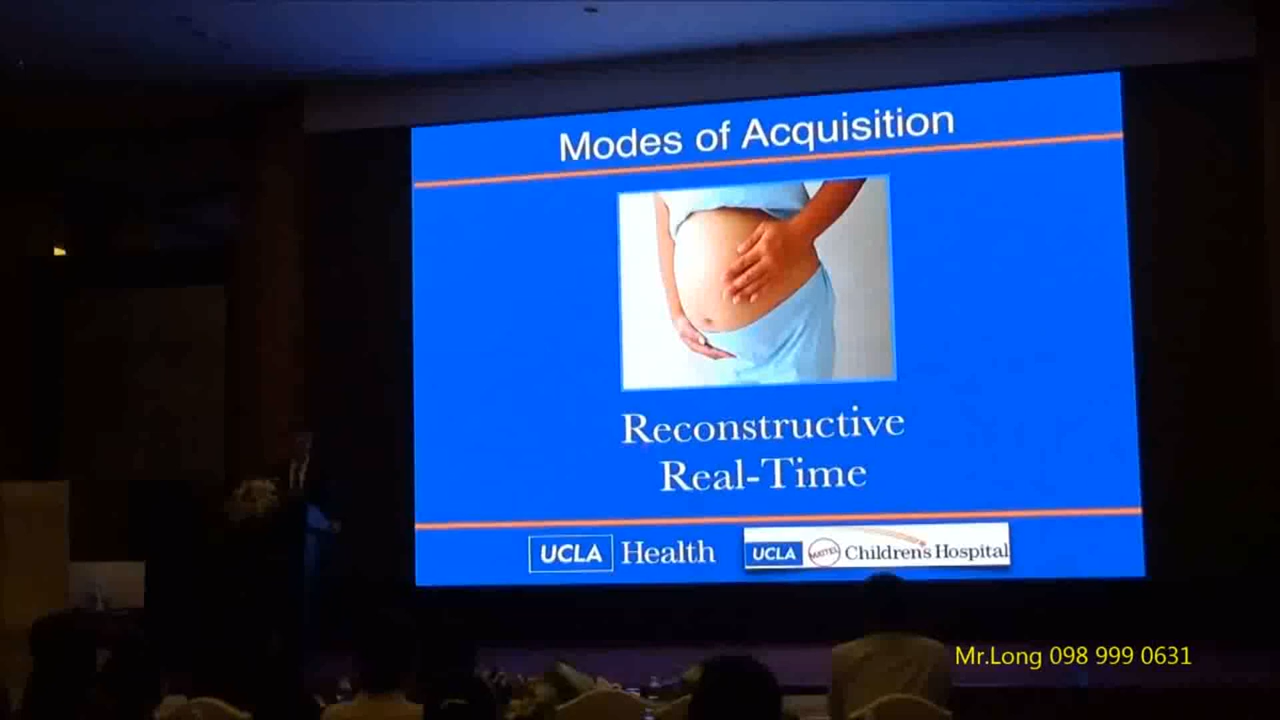 Modes of Acquisition
Reconstructive
Real-Time
UCLA Health
UCLA MATTEL Children's Hospital
Mr.Long 098 999 0631